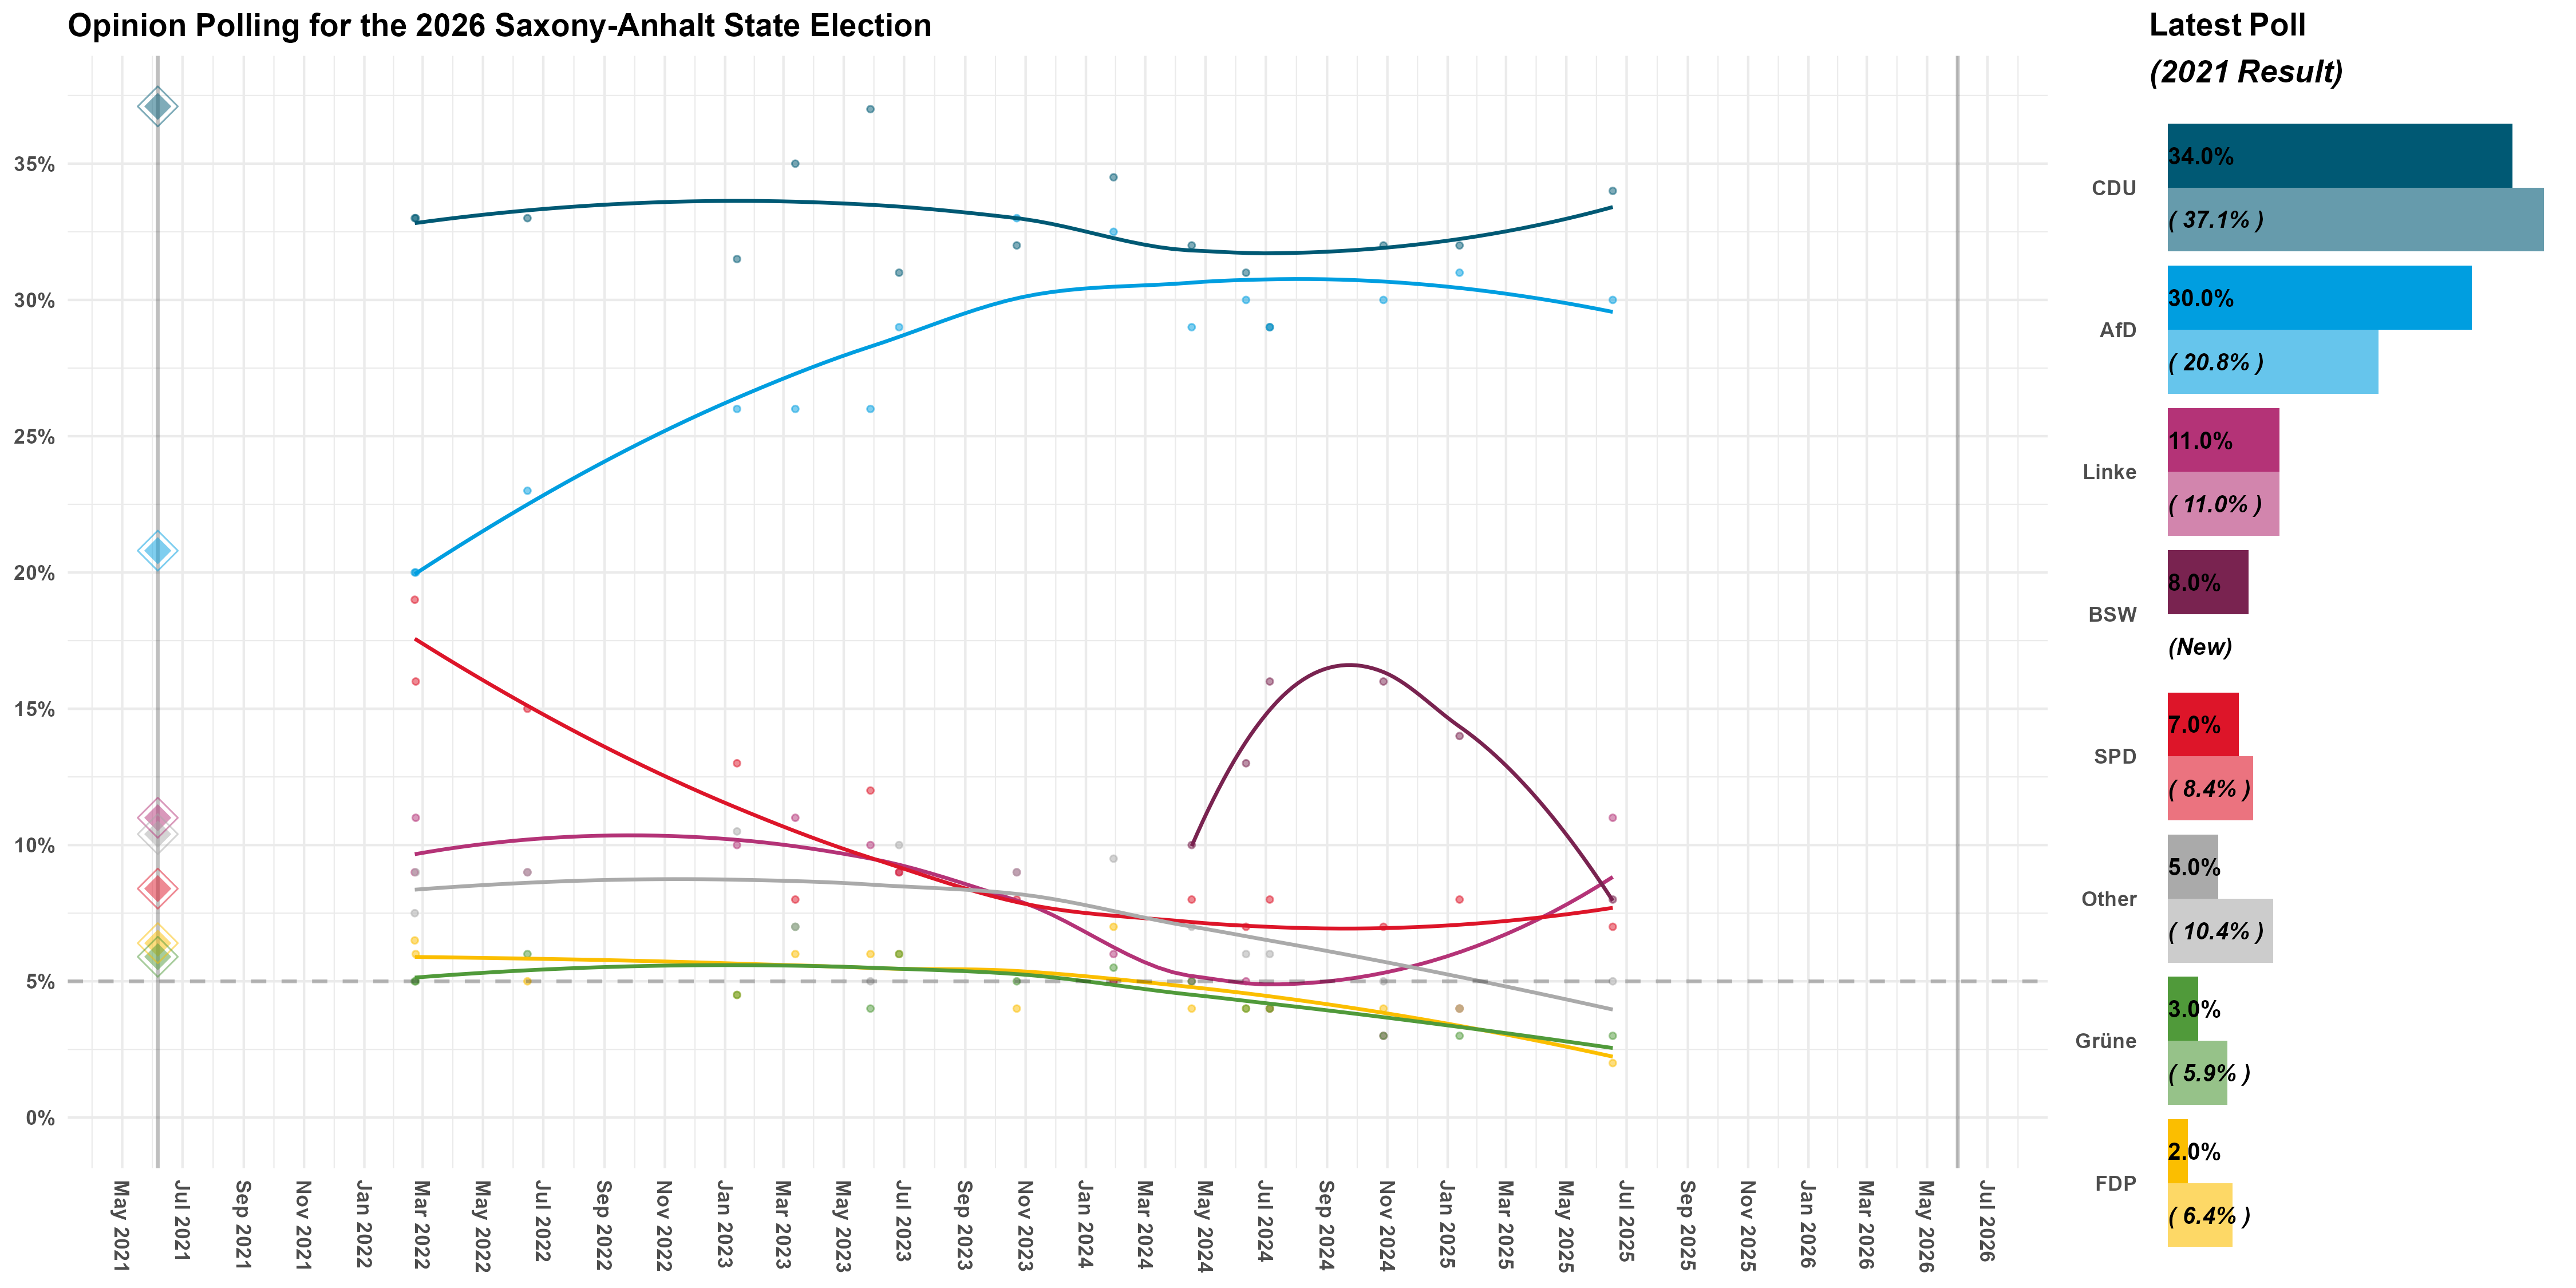 Opinion Polling for the 2026 Saxony-Anhalt State Election
35%
30%
25%
20%
15%
10%
5%
0%
May 2021
Jul 2021
Sep 2021
Nov 2021
Jan 2022
Mar 2022
May 2022
Jul 2022
Sep 2022
Nov 2022
Jan 2023
Mar 2023
May 2023
Jul 2023
Sep 2023
Nov 2023
Jan 2024
Mar 2024
May 2024
Jul 2024
Sep 2024
Nov 2024
Jan 2025
Mar 2025
May 2025
Jul 2025
Sep 2025
Nov 2025
Jan 2026
Mar 2026
May 2026
Jul 2026
Latest Poll
(2021 Result)
CDU
34.0%
( 37.1% )
AfD
30.0%
( 20.8% )
Linke
11.0%
( 11.0% )
BSW
8.0%
(New)
SPD
7.0%
( 8.4% )
Other
5.0%
( 10.4% )
Grüne
3.0%
( 5.9% )
FDP
2.0%
( 6.4% )